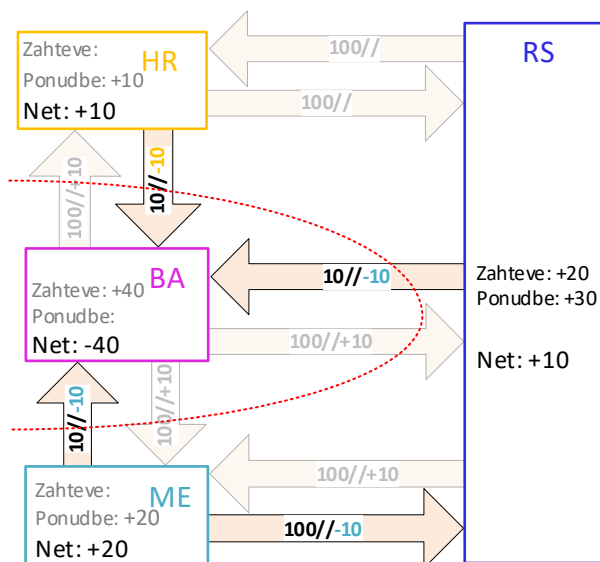 Zahteve:
Ponudbe: +10
Net: +10
HR
100//
100//
RS
100//+10
10//-10
BA
Zahteve: +40
Ponudbe:
Net: -40
10//-10
Zahteve: +20
Ponudbe: +30
Net: +10
100//+10
10//-10
100//+10
100//+10
Zahteve:
Ponudbe: +20
Net: +20
ME
100//-10